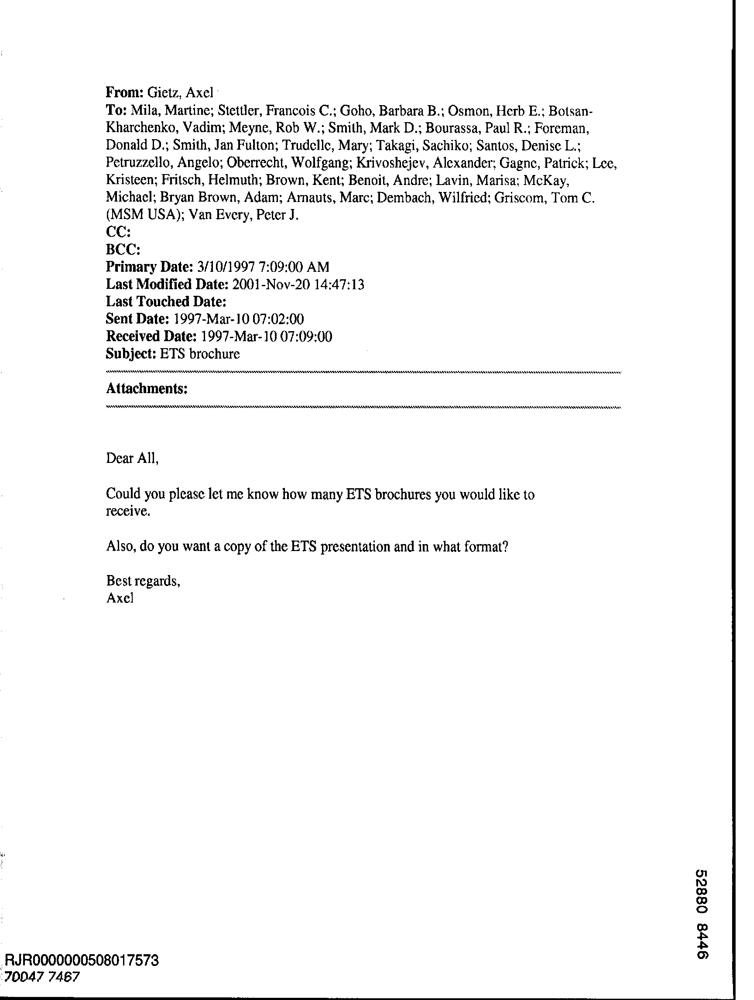 From: Gietz, Axel
To: Mila, Martine; Stettler, Francois C.; Goho, Barbara B.; Osmon, Herb E.; Botsan-
Kharchenko, Vadim; Meyne, Rob W.; Smith, Mark D.; Bourassa, Paul R.; Foreman,
Donald D.; Smith, Jan Fulton; Trudelle, Mary; Takagi, Sachiko; Santos, Denise L.;
Petruzzello, Angelo; Oberrecht, Wolfgang; Krivoshejev, Alexander; Gagne, Patrick; Lee,
Kristeen; Fritsch, Helmuth; Brown, Kent; Benoit, Andre; Lavin, Marisa; McKay,
Michael; Bryan Brown, Adam; Arnauts, Marc; Dembach, Wilfried; Griscom, Tom C.
(MSM USA); Van Every, Peter J.
CC:
BCC:
Primary Date: 3/10/1997 7:09:00 AM
Last Modified Date: 2001-Nov-20 14:47:13
Last Touched Date:
Sent Date: 1997-Mar-10 07:02:00
Received Date: 1997-Mar-10 07:09:00
Subject: ETS brochure
Attachments:
Dear All,
Could you please let me know how many ETS brochures you would like to
receive.
Also, do you want a copy of the ETS presentation and in what format?
Best regards,
Axel
52880 8446
RJR0000000508017573
70047 7467